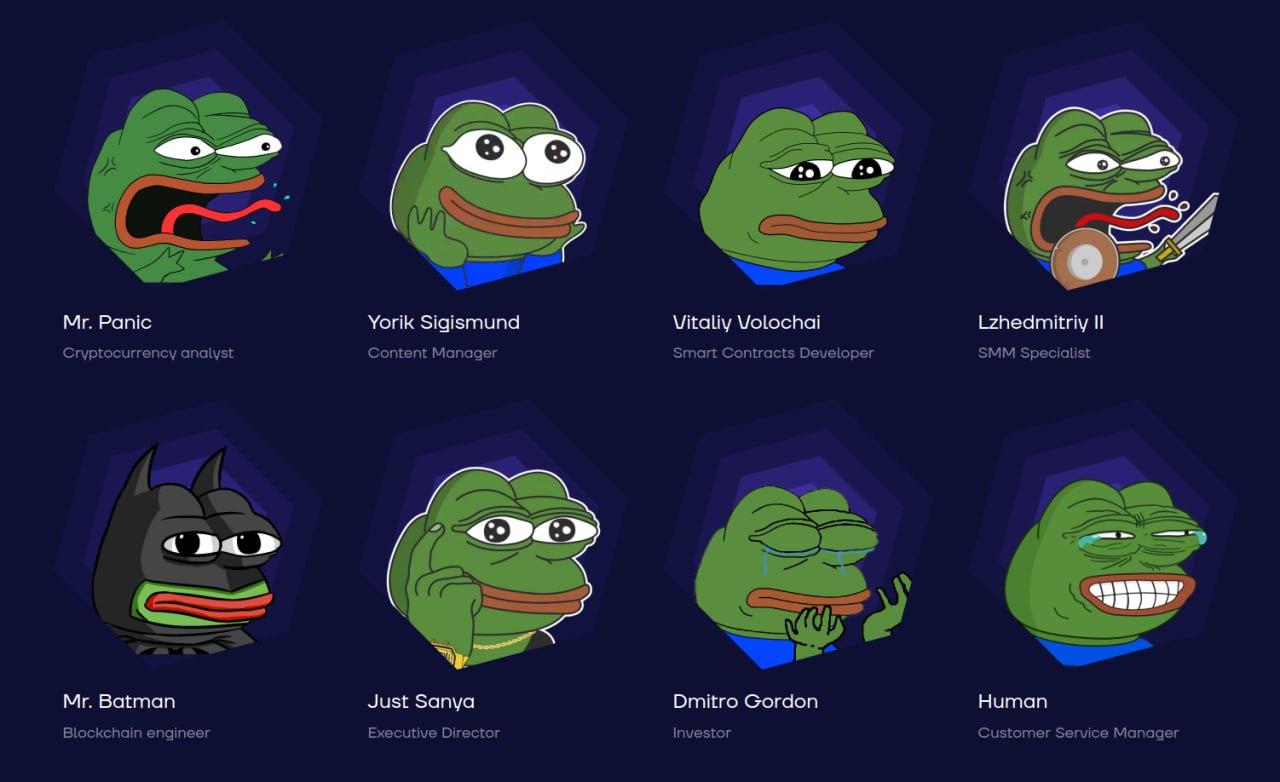 Mr. Panic
Cryptocurrency analyst
Yorik Sigismund
Content Manager
Vitaliy Volochai
Smart Contracts Developer
Lzhedmitriy II
SMM Specialist
Mr. Batman
Blockchain engineer
Just Sanya
Executive Director
Dmitro Gordon
Investor
Human
Customer Service Manager